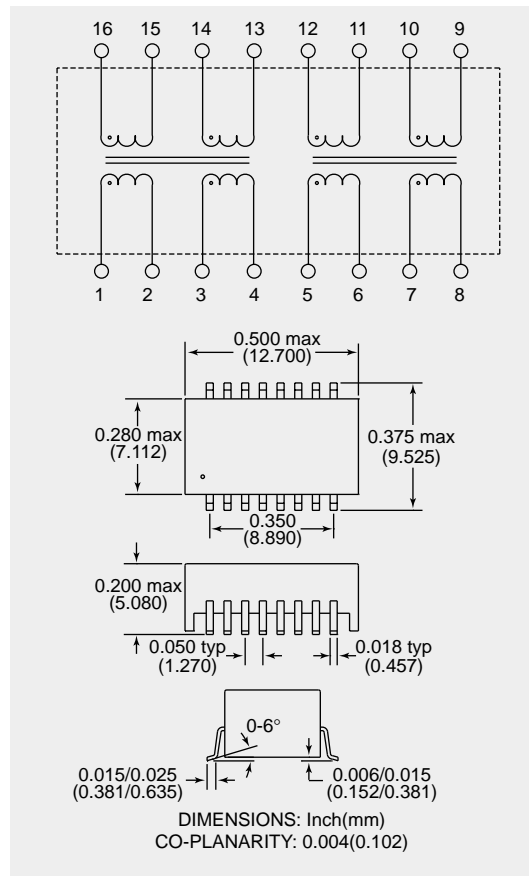 16 15 14 13 12 11 10 9
1 2 3 4 5 6 7 8
0.500 max
(12.700)
0.280 max
(7.112)
0.375 max
(9.525)
0.350
(8.890)
0.200 max
(5.080)
0.050 typ
(1.270)
0.018 typ
(0.457)
0-6°
0.015/0.025
(0.381/0.635)
0.006/0.015
(0.152/0.381)
DIMENSIONS: Inch(mm)
CO-PLANARITY: 0.004(0.102)